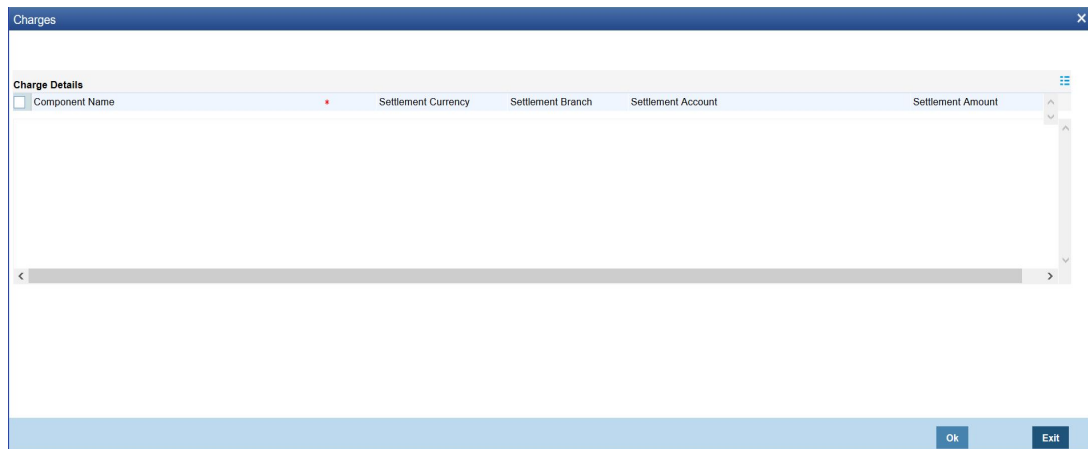 Charges
Charge Details
Component Name * Settlement Currency Settlement Branch Settlement Account Settlement Amount
Ok Exit